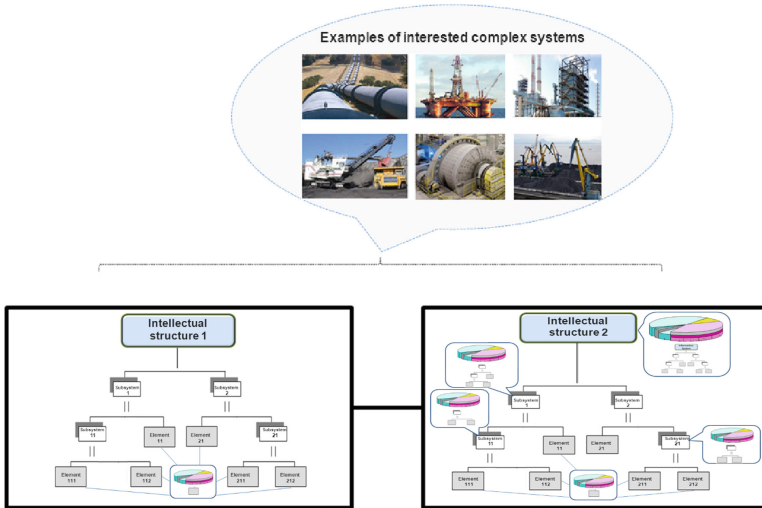 Examples of interested complex systems
Intellectual
structure 1
Subsystem
1
Subsystem
2
Subsystem
11
Element
11
Element
21
Subsystem
21
Element
111
Element
112
Element
211
Element
212
Intellectual
structure 2
Subsystem
1
Subsystem
2
Subsystem
11
Element
11
Element
21
Subsystem
21
Element
111
Element
112
Element
211
Element
212